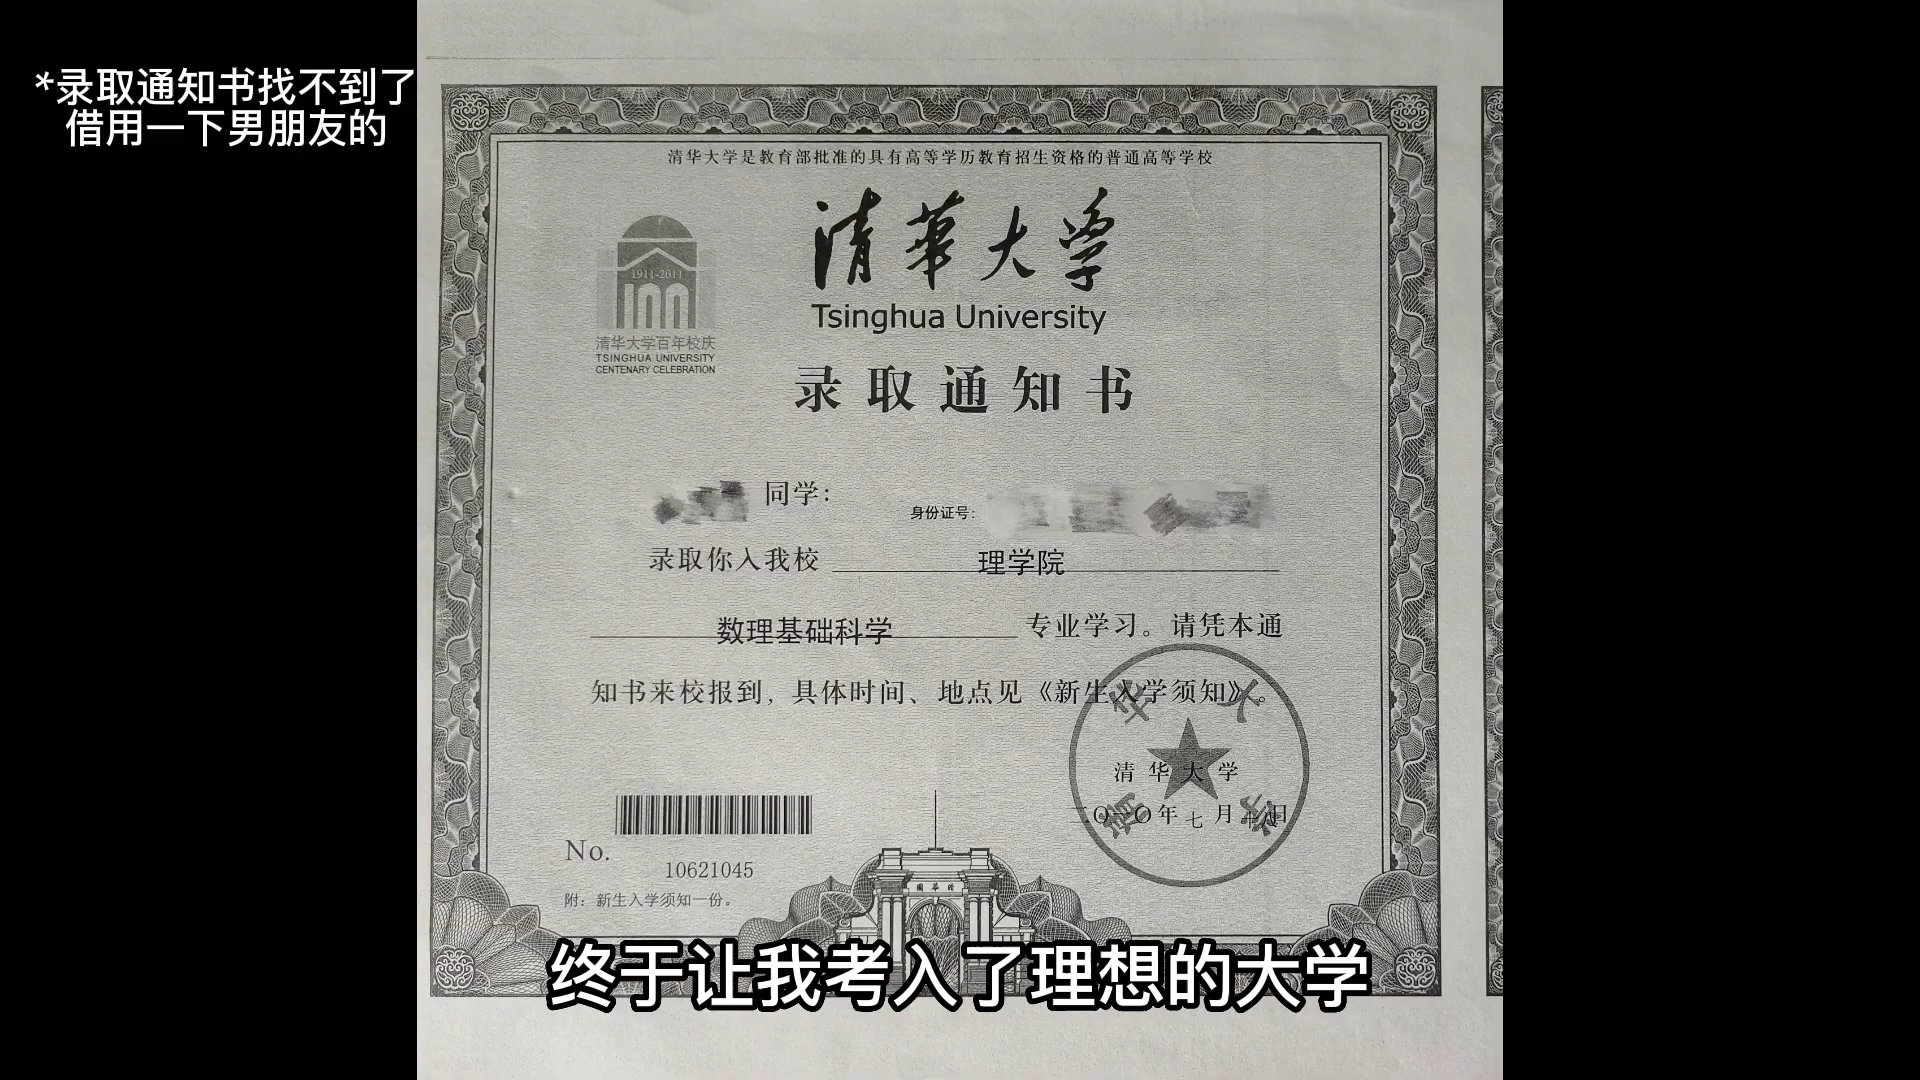 *录取通知书找不到了
借用一下男朋友的
清华大学是教育部批准的具有高等学历教育招生资格的普通高等学校
清華大学
Tsinghua University
1911-2011
清华大学百年校庆
TSINGHUA UNIVERSITY
CENTENARY CELEBRATION
录取通知书
同学：
身份证号：
录取你入我校 理学院
数理基础科学 专业学习。请凭本通
知书来校报到，具体时间、地点见《新生入学须知》。
清华大学
清华大学
二〇一〇年七月 日
No.
10621045
附：新生入学须知一份。
園華清
终于让我考入了理想的大学